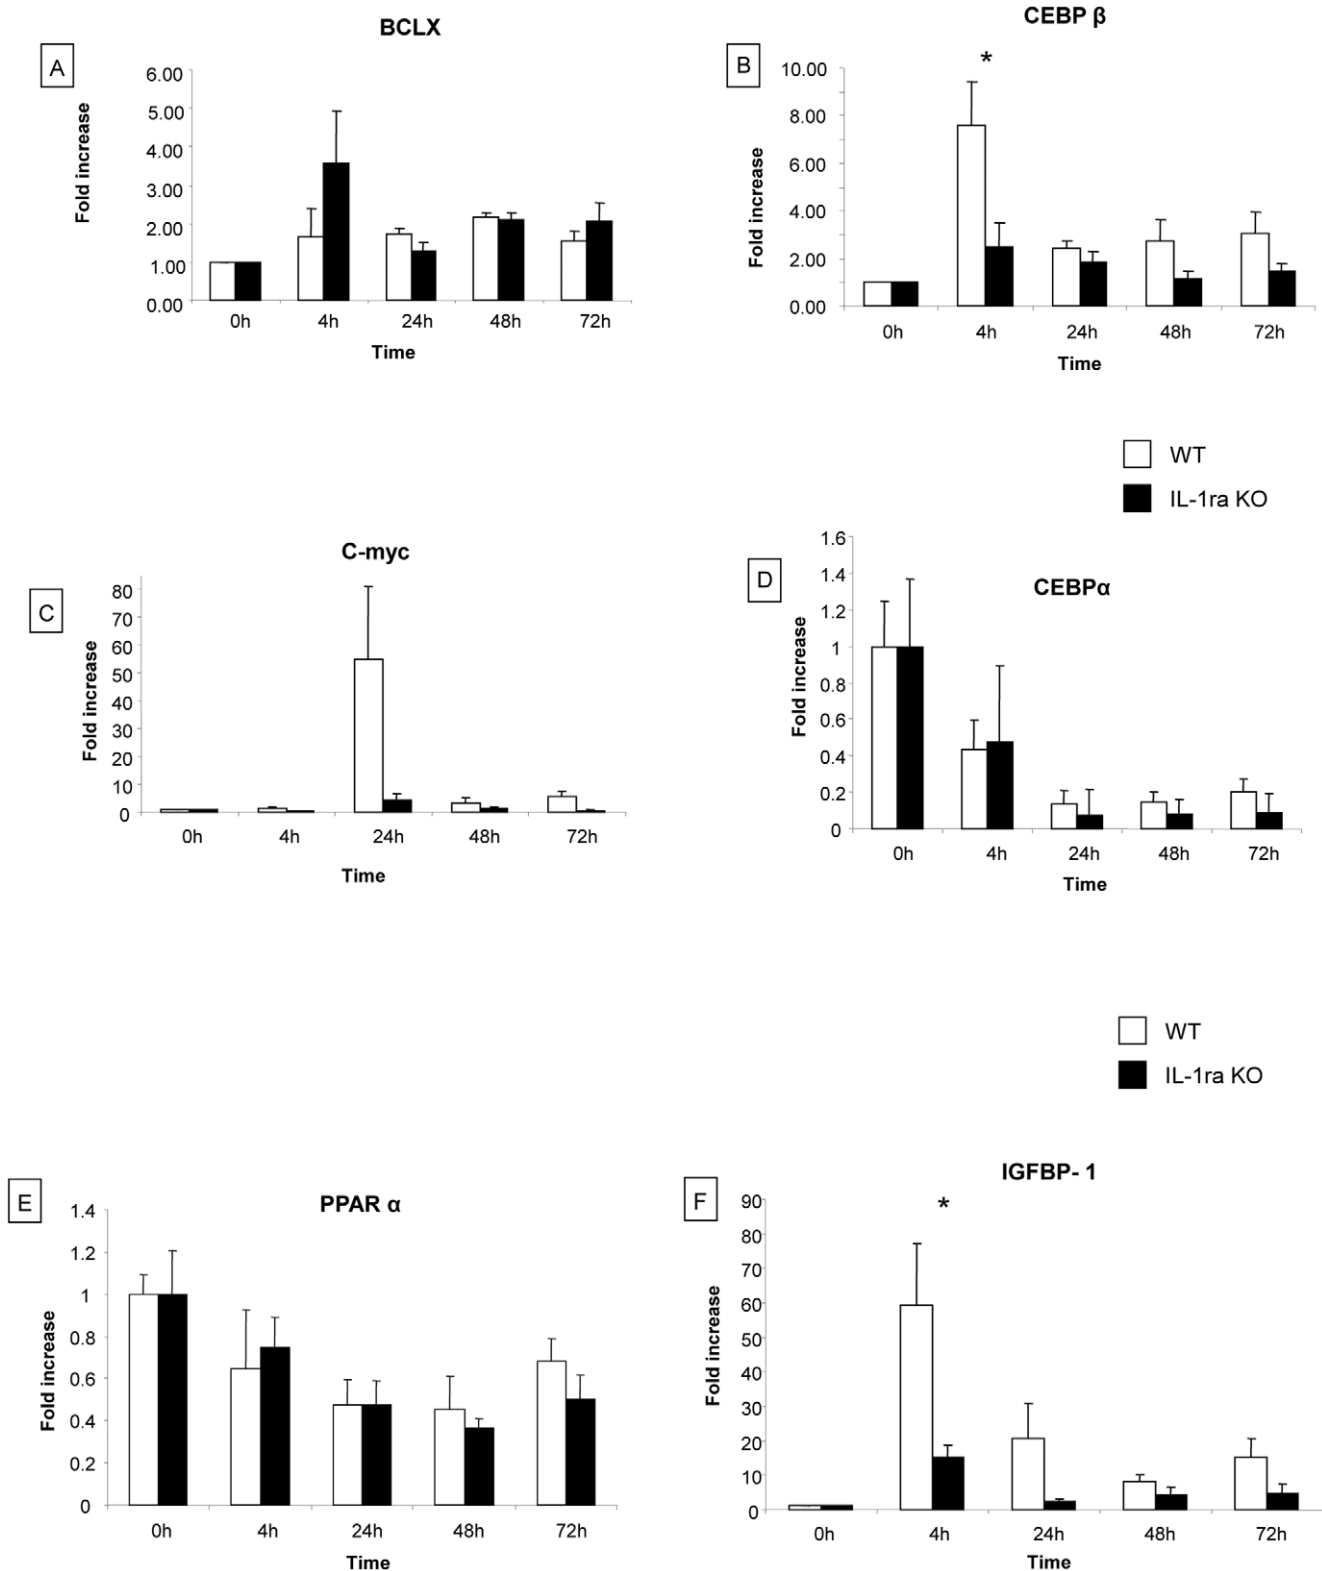 BCLX
A
Fold increase
6.00
5.00
4.00
3.00
2.00
1.00
0.00
0h 4h 24h 48h 72h
Time
CEBP β
B
*
Fold increase
10.00
8.00
6.00
4.00
2.00
0.00
0h 4h 24h 48h 72h
Time
WT
IL-1ra KO
C-myc
C
Fold increase
80
70
60
50
40
30
20
10
0
0h 4h 24h 48h 72h
Time
D
CEBPα
Fold increase
1.6
1.4
1.2
1
0.8
0.6
0.4
0.2
0
0h 4h 24h 48h 72h
Time
WT
IL-1ra KO
E
PPAR α
Fold increase
1.4
1.2
1
0.8
0.6
0.4
0.2
0
0h 4h 24h 48h 72h
Time
IGFBP- 1
F
*
Fold increase
90
80
70
60
50
40
30
20
10
0
0h 4h 24h 48h 72h
Time